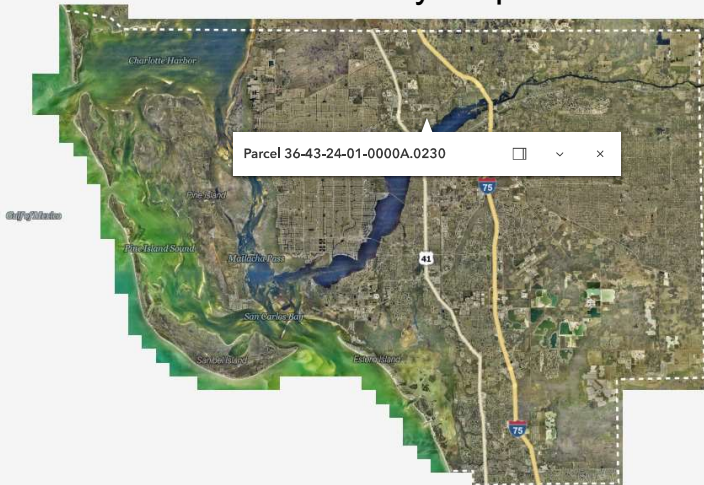 Charlotte Harbor
Parcel 36-43-24-01-0000A.0230
75
Pine Island
Gulf of Mexico
Pine Island Sound
Matlacha Pass
41
San Carlos Bay
Sanibel Island
Estero Island
75